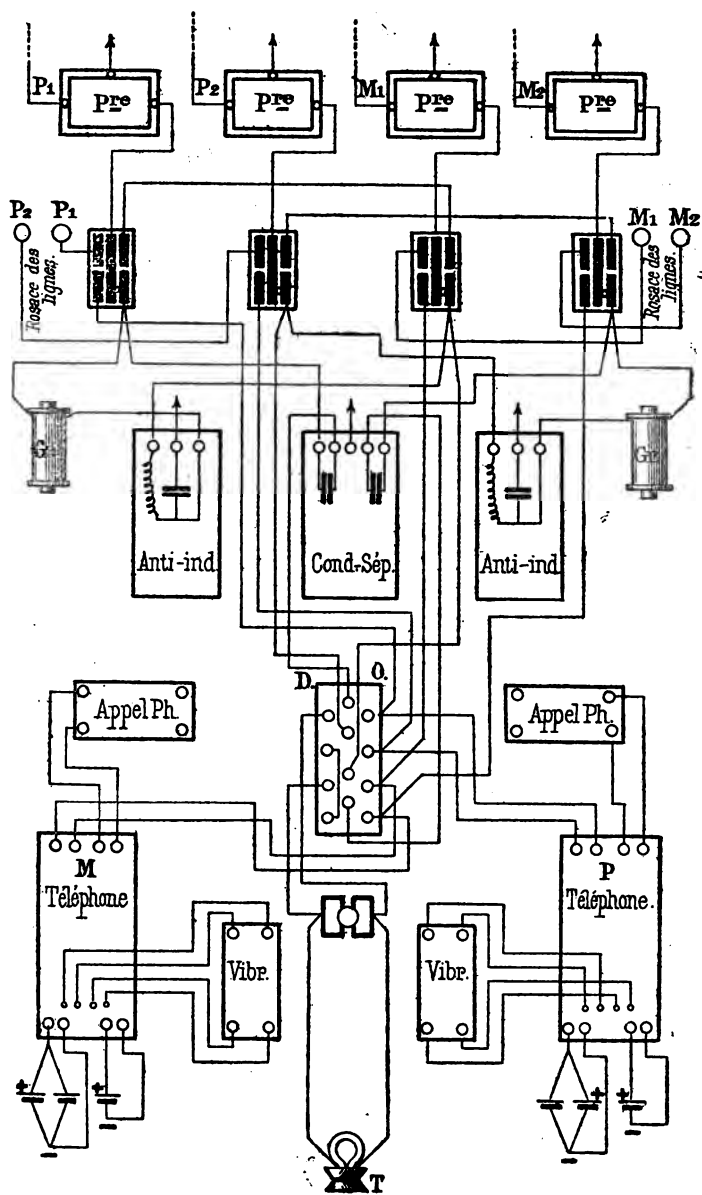 P1 P2 M1 M2
Pre Pre Pre Pre
P2 P1 M1 M2
Rosace des lignes.
Rosace des lignes.
G
Gr
Anti-ind.
Cond-Sép.
Anti-ind.
D. O.
Appel Ph.
Appel Ph.
M
Téléphone
P
Téléphone.
Vibr.
Vibr.
+ +
+ +
T